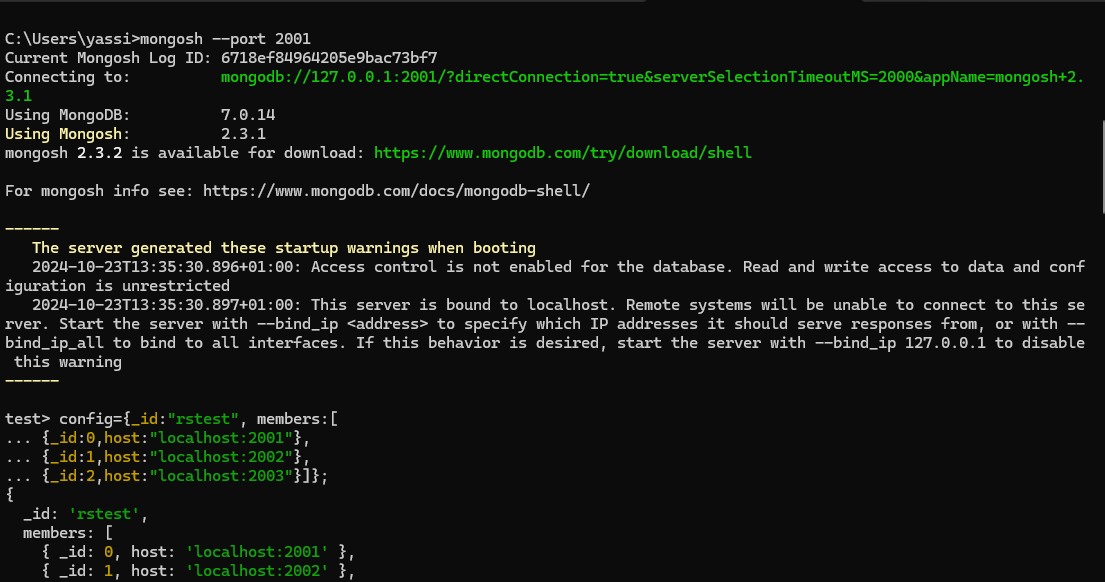 C:\Users\yassi>mongosh --port 2001
Current Mongosh Log ID: 6718ef84964205e9bac73bf7
Connecting to:          mongodb://127.0.0.1:2001/?directConnection=true&serverSelectionTimeoutMS=2000&appName=mongosh+2.
3.1
Using MongoDB:          7.0.14
Using Mongosh:          2.3.1
mongosh 2.3.2 is available for download: https://www.mongodb.com/try/download/shell

For mongosh info see: https://www.mongodb.com/docs/mongodb-shell/

------
   The server generated these startup warnings when booting
   2024-10-23T13:35:30.896+01:00: Access control is not enabled for the database. Read and write access to data and conf
iguration is unrestricted
   2024-10-23T13:35:30.897+01:00: This server is bound to localhost. Remote systems will be unable to connect to this se
rver. Start the server with --bind_ip <address> to specify which IP addresses it should serve responses from, or with --
bind_ip_all to bind to all interfaces. If this behavior is desired, start the server with --bind_ip 127.0.0.1 to disable
 this warning
------

test> config={_id:"rstest", members:[
... {_id:0,host:"localhost:2001"},
... {_id:1,host:"localhost:2002"},
... {_id:2,host:"localhost:2003"}]};
{
  _id: 'rstest',
  members: [
    { _id: 0, host: 'localhost:2001' },
    { _id: 1, host: 'localhost:2002' },